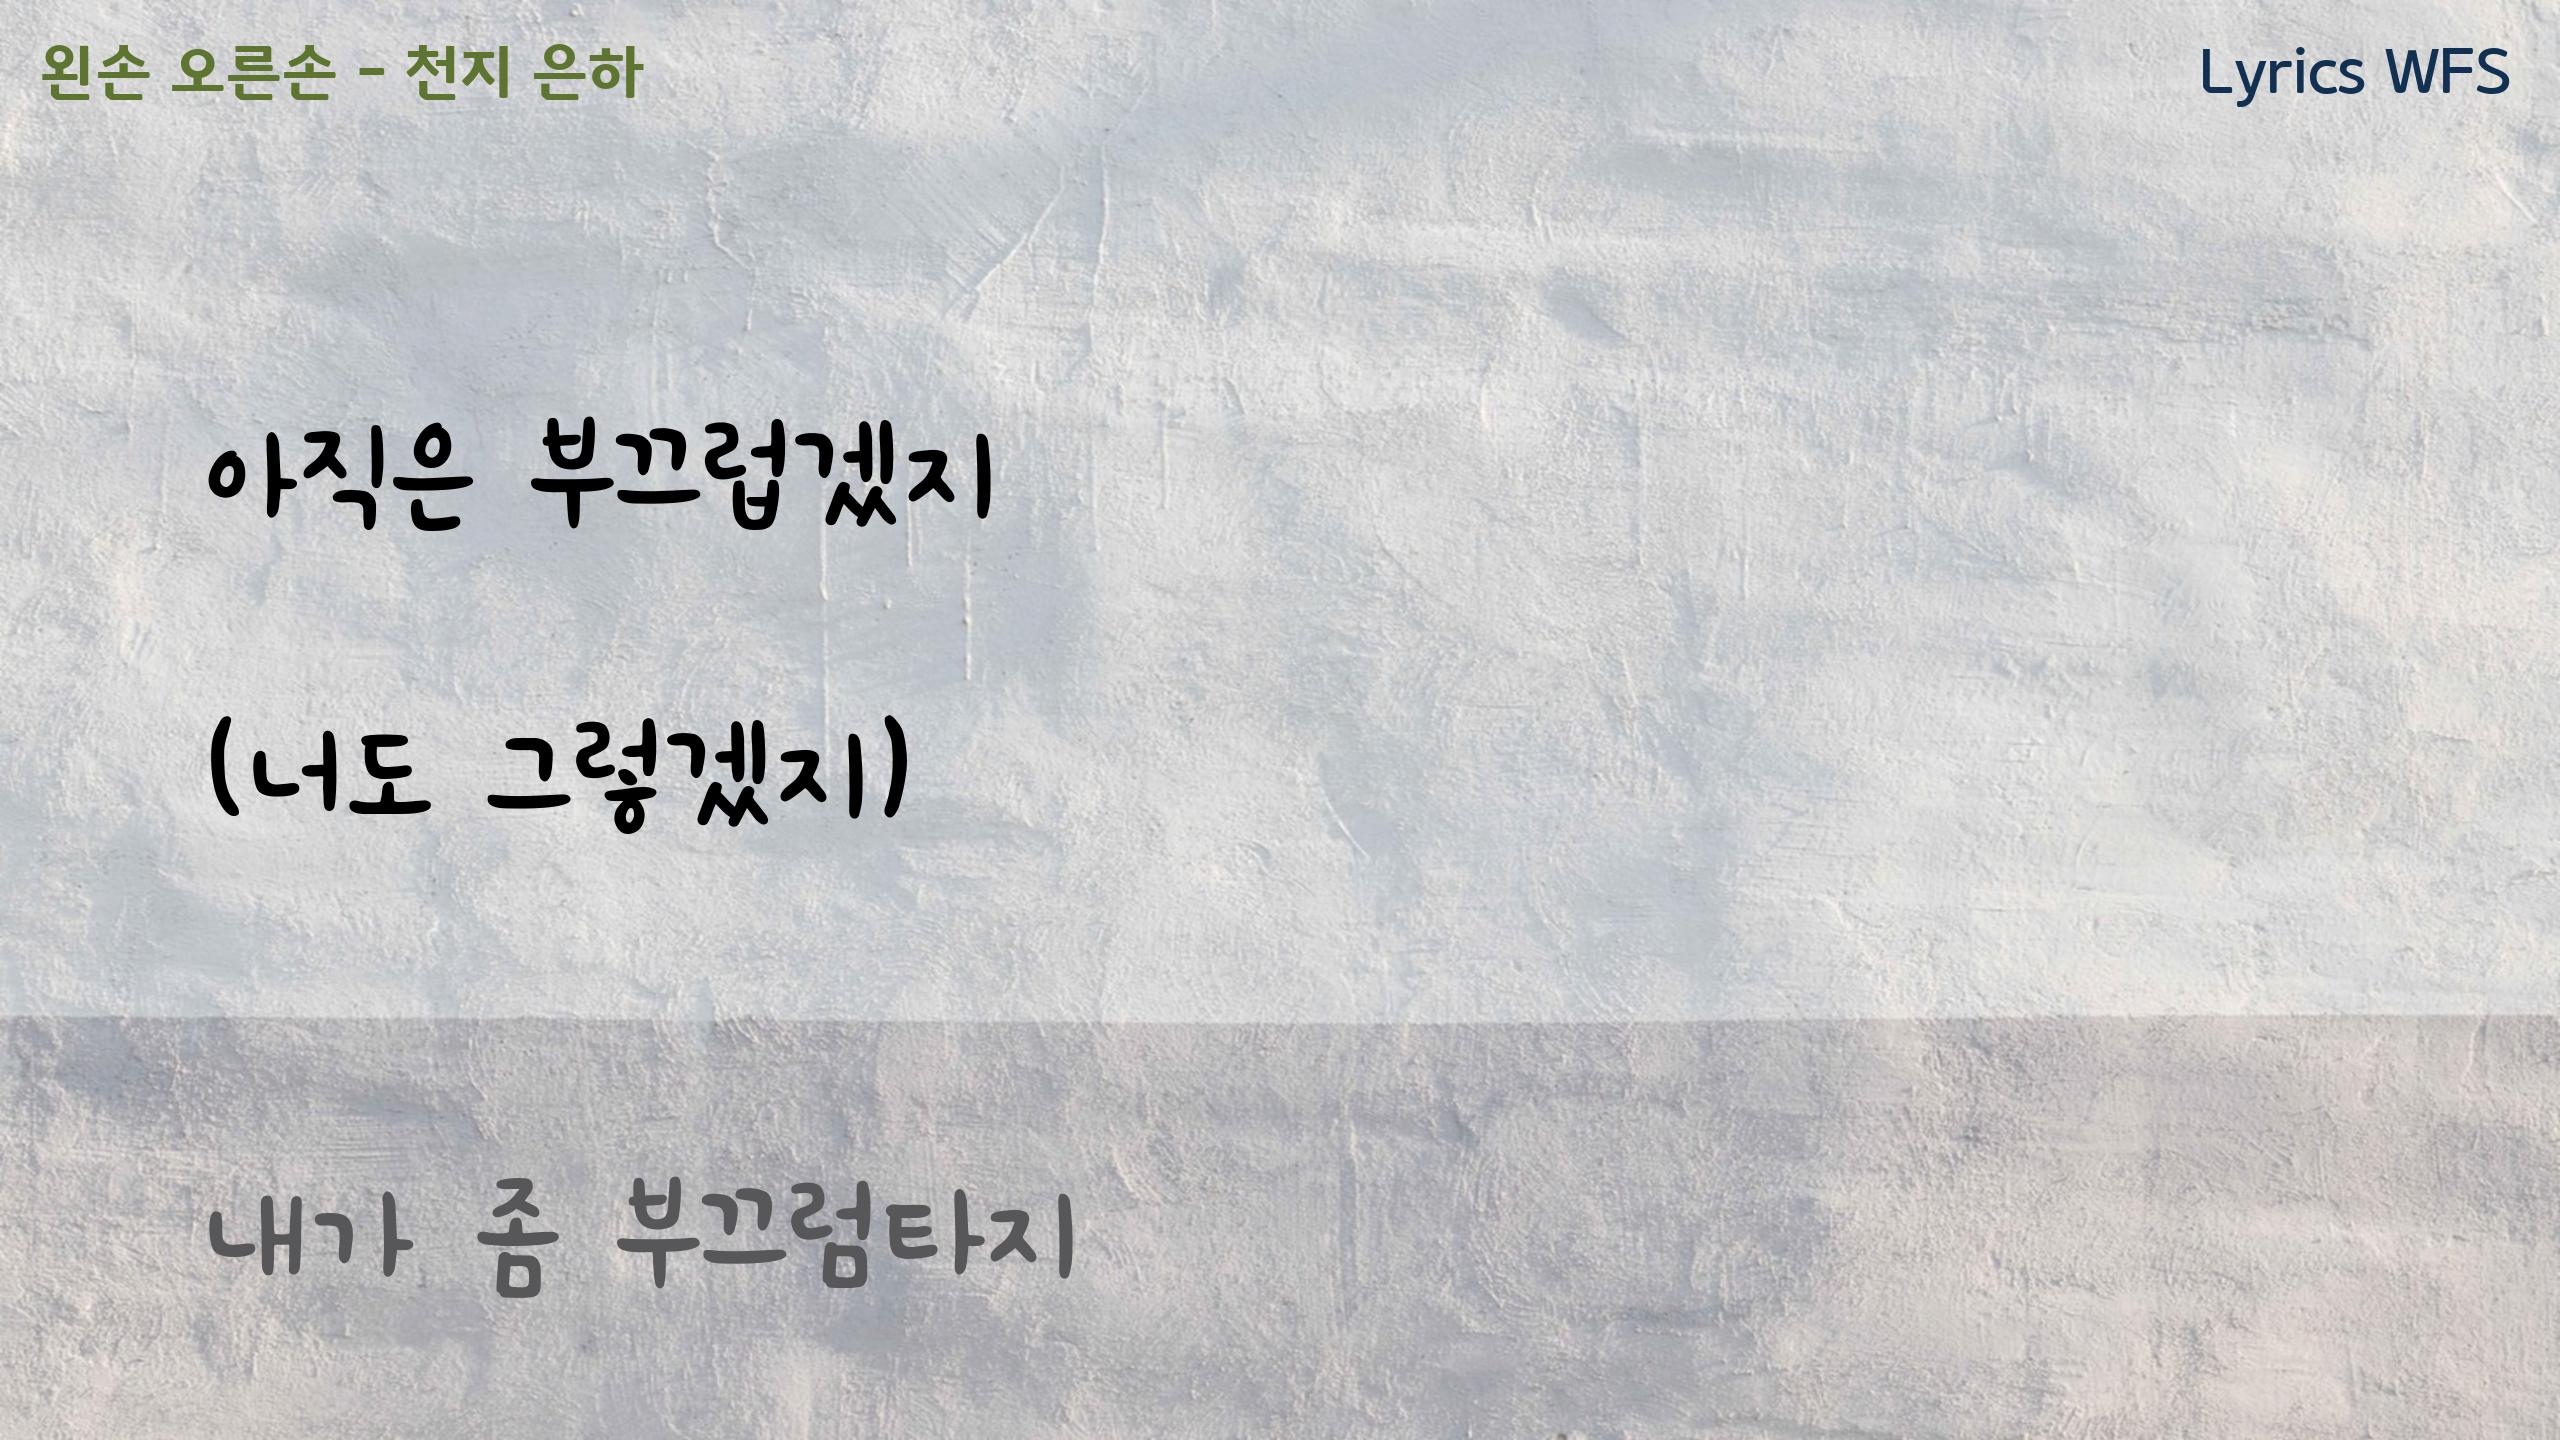 왼손 오른손 - 천지 은하
Lyrics WFS
아직은 부끄럽겠지
(너도 그렇겠지)
내가 좀 부끄럼타지